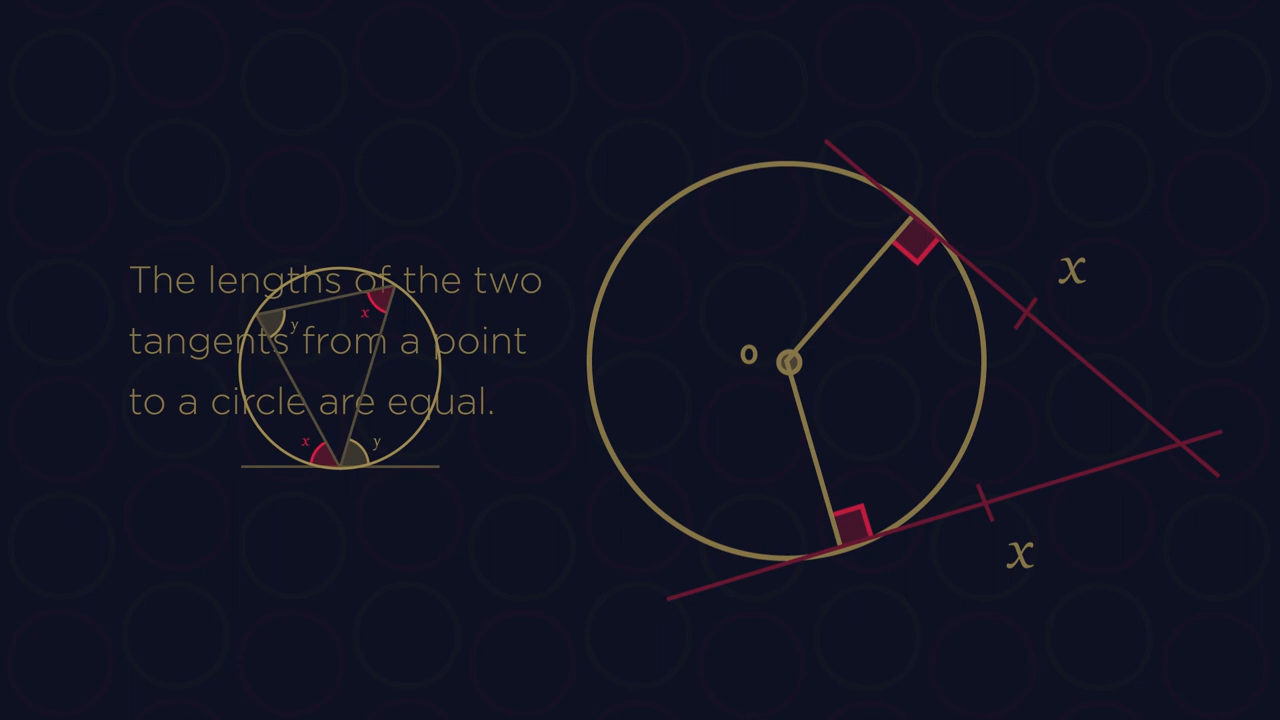 The lengths of the two
tangents from a point
to a circle are equal.
x
y
x
y
o
x
x